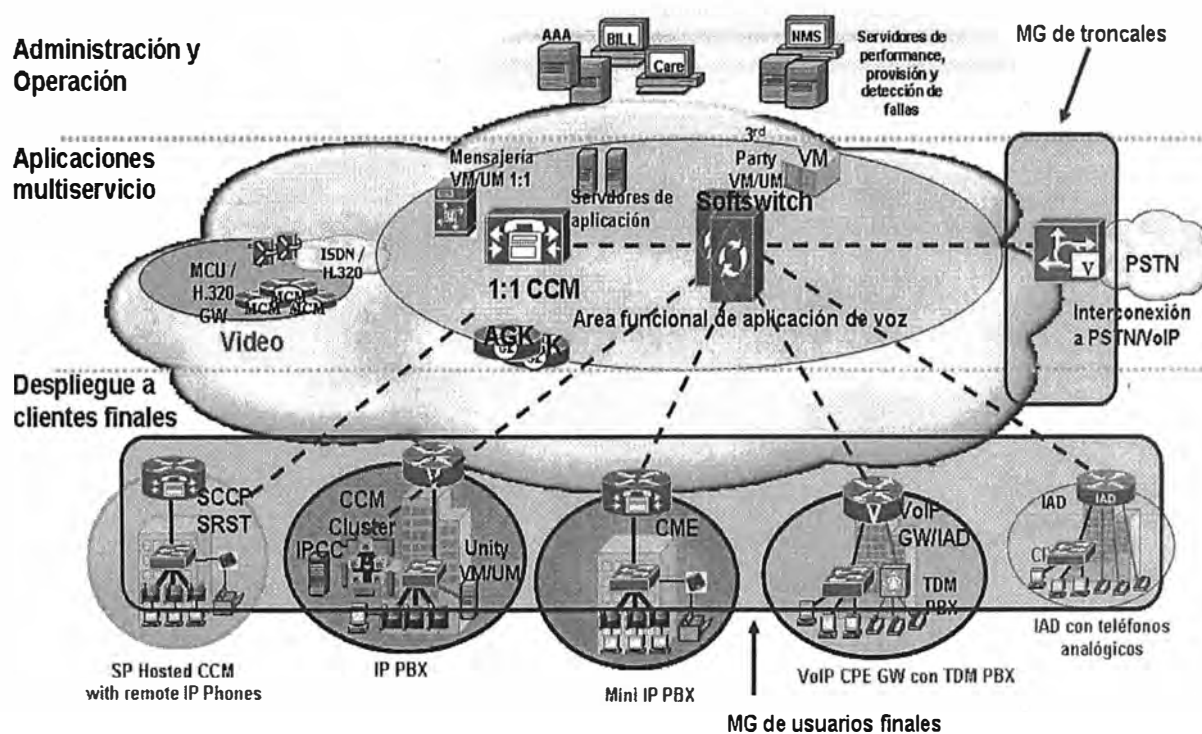 Administración y
Operación
AAA
BILL
Care
NMS
Servidores de
performance,
provisión y
detección de
fallas
MG de troncales
Aplicaciones
multiservicio
Mensajería
VM/UM 1:1
Servidores de
aplicación
3rd
Party
VM/UM
VM
Softswitch
ISDN /
H.320
MCU /
H.320
GW
MCM
MCM
MCM
Video
1:1 CCM
Area funcional de aplicación de voz
AGK
V
PSTN
Interconexión
a PSTN/VoIP
Despliegue a
clientes finales
SCCP
SRST
CCM
Cluster
IPCC
Unity
VM/UM
V
CME
VoIP
GW/IAD
V
TDM
PBX
IAD
IAD
SP Hosted CCM
with remote IP Phones
IP PBX
Mini IP PBX
VoIP CPE GW con TDM PBX
IAD con teléfonos
analógicos
MG de usuarios finales